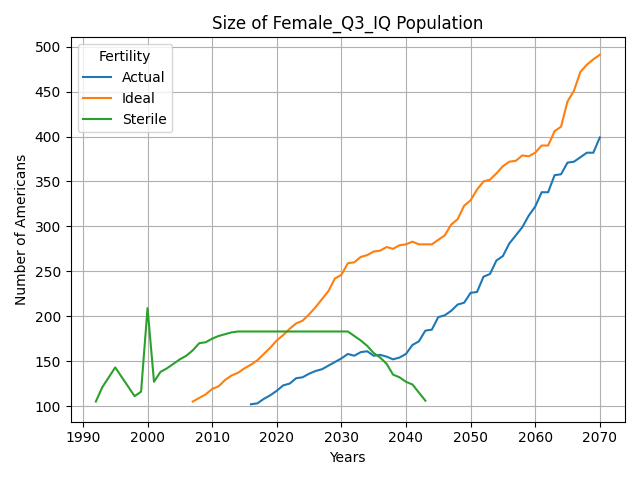 Size of Female_Q3_IQ Population
Fertility
Actual
Ideal
Sterile
Number of Americans
500
450
400
350
300
250
200
150
100
1990 2000 2010 2020 2030 2040 2050 2060 2070
Years